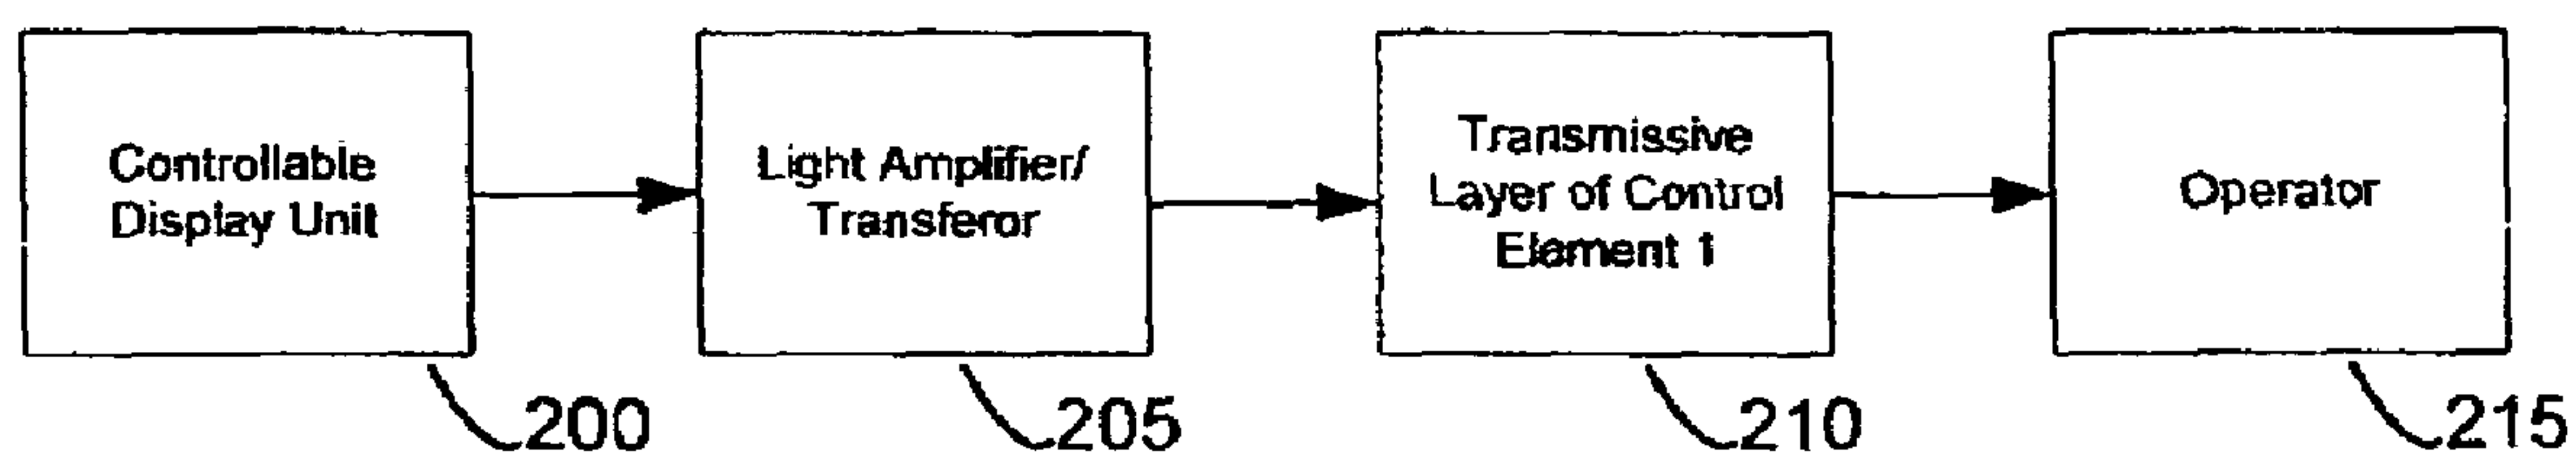 Controllable
Display Unit
Light Amplifier/
Transferor
Transmissive
Layer of Control
Element 1
Operator
200
205
210
215